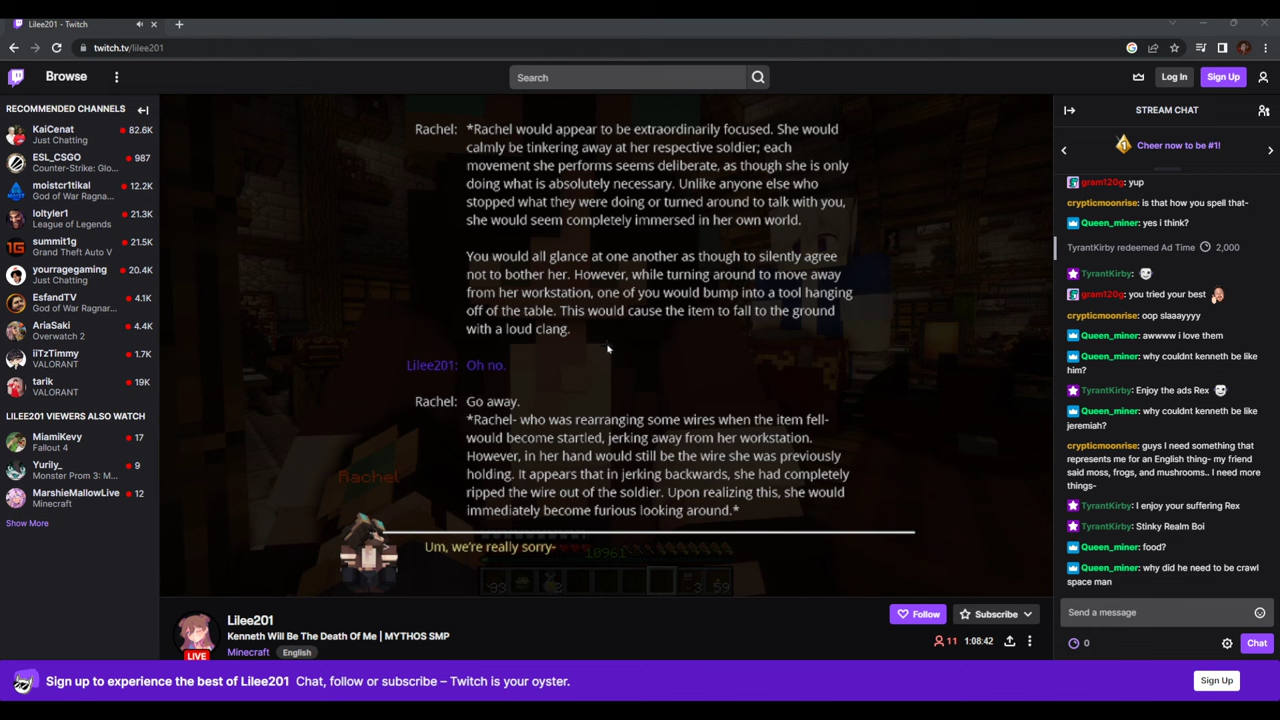 Lilee201 - Twitch
twitch.tv/lilee201
Browse
Search
Log In
Sign Up
RECOMMENDED CHANNELS
KaiCenat
82.6K
Just Chatting
ESL_CSGO
987
Counter-Strike: Glo...
moistcr1tikal
12.2K
God of War Ragna...
loltyler1
21.3K
League of Legends
summit1g
21.5K
Grand Theft Auto V
yourragegaming
20.4K
Just Chatting
EsfandTV
4.1K
God of War Ragna...
AriaSaki
4.4K
Overwatch 2
iiTzTimmy
1.7K
VALORANT
tarik
19K
VALORANT
LILEE201 VIEWERS ALSO WATCH
MiamiKevy
17
Fallout 4
Yurily_
9
Monster Prom 3: M...
MarshieMallowLive
12
Minecraft
Show More
Rachel: *Rachel would appear to be extraordinarily focused. She would
calmly be tinkering away at her respective soldier; each
movement she performs seems deliberate, as though she is only
doing what is absolutely necessary. Unlike anyone else who
stopped what they were doing or turned around to talk with you,
she would seem completely immersed in her own world.
You would all glance at one another as though to silently agree
not to bother her. However, while turning around to move away
from her workstation, one of you would bump into a tool hanging
off of the table. This would cause the item to fall to the ground
with a loud clang.
Lilee201: Oh no.
Rachel: Go away.
*Rachel- who was rearranging some wires when the item fell-
would become startled, jerking away from her workstation.
However, in her hand would still be the wire she was previously
holding. It appears that in jerking backwards, she had completely
ripped the wire out of the soldier. Upon realizing this, she would
immediately become furious looking around.*
Rachel
Um, we're really sorry-
10961
33
2
3
59
LIVE
Lilee201
Kenneth Will Be The Death Of Me | MYTHOS SMP
Minecraft
English
Follow
Subscribe
11
1:08:42
STREAM CHAT
1
Cheer now to be #1!
gram120g: yup
crypticmoonrise: is that how you spell that-
Queen_miner: yes i think?
TyrantKirby redeemed Ad Time 2,000
TyrantKirby:
gram120g: you tried your best
crypticmoonrise: oop slaaayyyy
Queen_miner: awwww i love them
Queen_miner: why couldnt kenneth be like
him?
TyrantKirby: Enjoy the ads Rex
Queen_miner: why couldnt kenneth be like
jeremiah?
crypticmoonrise: guys I need something that
represents me for an English thing- my friend
said moss, frogs, and mushrooms.. I need more
things-
TyrantKirby: I enjoy your suffering Rex
TyrantKirby: Stinky Realm Boi
Queen_miner: food?
Queen_miner: why did he need to be crawl
space man
Send a message
0
Chat
Sign up to experience the best of Lilee201 Chat, follow or subscribe – Twitch is your oyster.
Sign Up